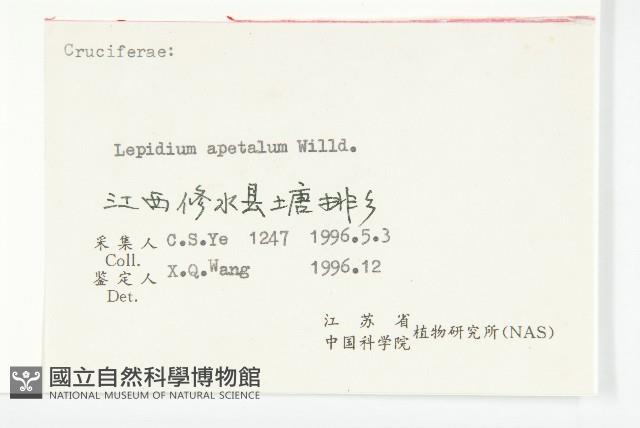 Cruciferae:
Lepidium apetalum Willd.
江西修水县塘排乡
采集人 C.S.Ye 1247 1996.5.3
Coll.
鉴定人 X.Q.Wang 1996.12
Det.
江苏省
中国科学院 植物研究所(NAS)
國立自然科學博物館
NATIONAL MUSEUM OF NATURAL SCIENCE